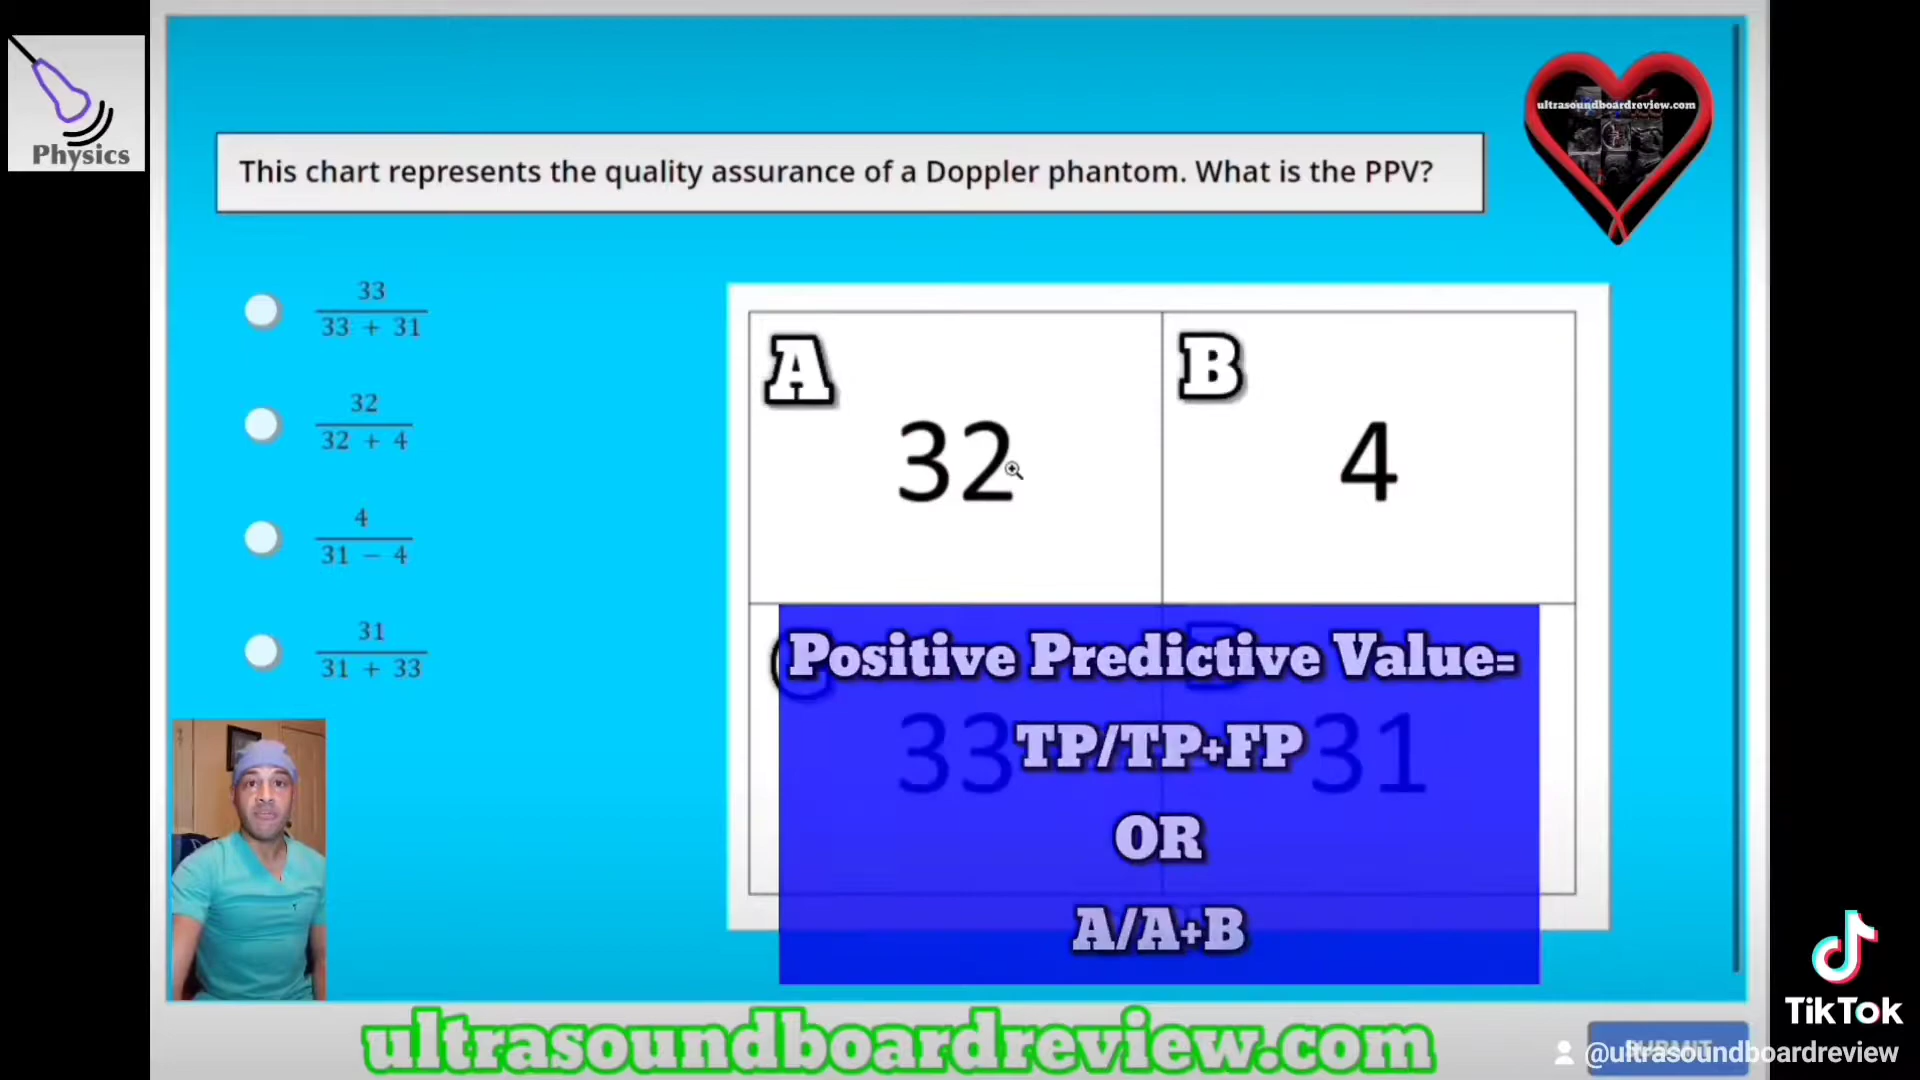 Physics
ultrasoundboardreview.com
This chart represents the quality assurance of a Doppler phantom. What is the PPV?
33
33 + 31
32
32 + 4
4
31 − 4
31
31 + 33
A
B
32
4
Positive Predictive Value=
33
TP/TP+FP
31
OR
A/A+B
TikTok
ultrasoundboardreview.com
@ultrasoundboardreview